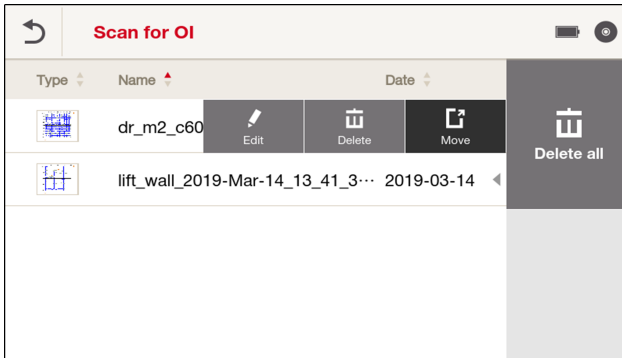 Scan for OI
Type Name Date
dr_m2_c60 Edit Delete Move
lift_wall_2019-Mar-14_13_41_3··· 2019-03-14
Delete all